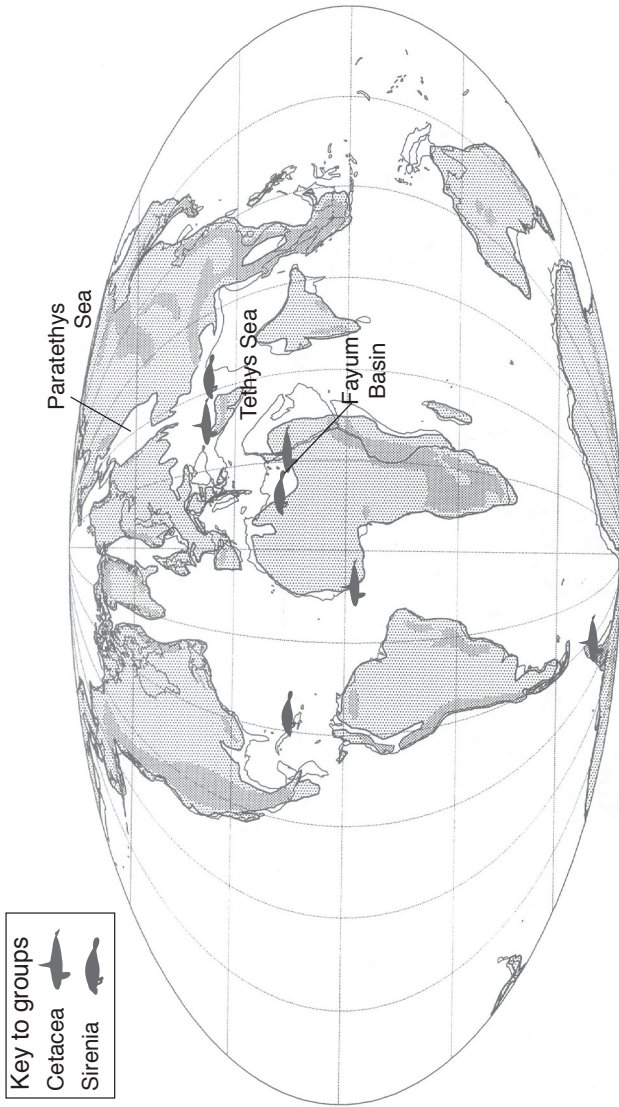 Key to groups
Cetacea
Sirenia
Paratethys
Sea
Tethys Sea
Fayum
Basin